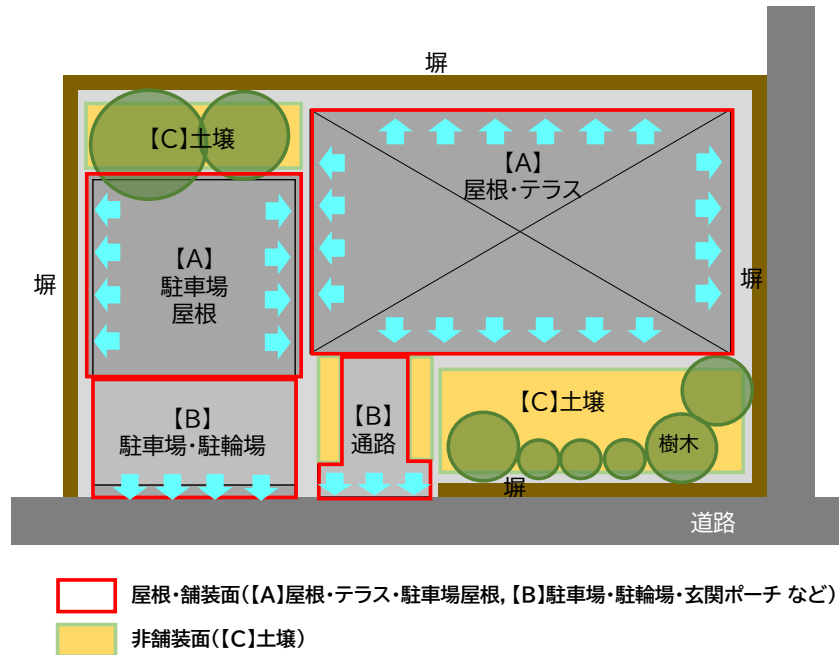 塀
【C】土壌
【A】
屋根・テラス
【A】
駐車場
屋根
塀
塀
【B】
駐車場・駐輪場
【B】
通路
【C】土壌
樹木
塀
道路
屋根・舗装面(【A】屋根・テラス・駐車場屋根,【B】駐車場・駐輪場・玄関ポーチ など)
非舗装面(【C】土壌)